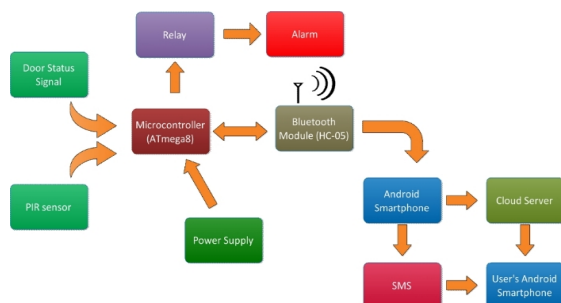 Relay
Alarm
Door Status
Signal
Microcontroller
(ATmega8)
Bluetooth
Module (HC-05)
PIR sensor
Power Supply
Android
Smartphone
Cloud Server
SMS
User's Android
Smartphone